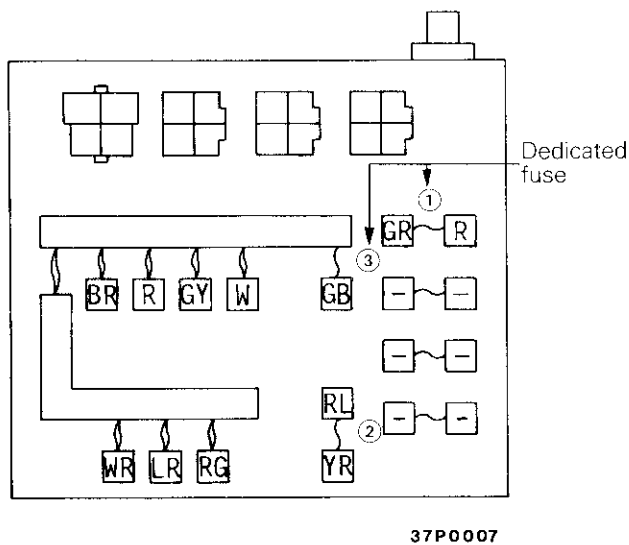 Dedicated
fuse
①
GR R
③
BR R GY W GB
— —
— —
RL
②
— —
WR LR RG YR
37P0007